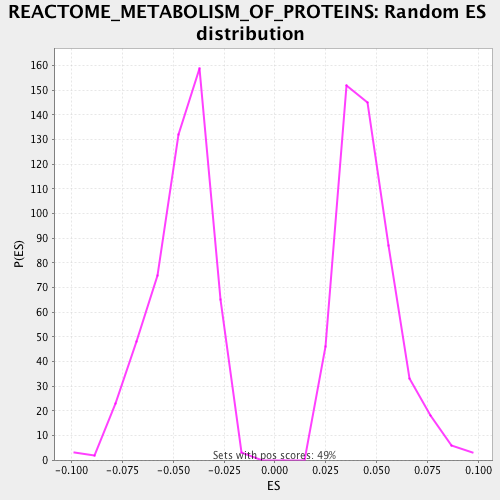 REACTOME_METABOLISM_OF_PROTEINS: Random ES
distribution
160
150
140
130
120
110
100
90
80
70
60
50
40
30
20
10
0
P(ES)
Sets with pos scores: 49%
-0.100 -0.075 -0.050 -0.025 0.000 0.025 0.050 0.075 0.100
ES